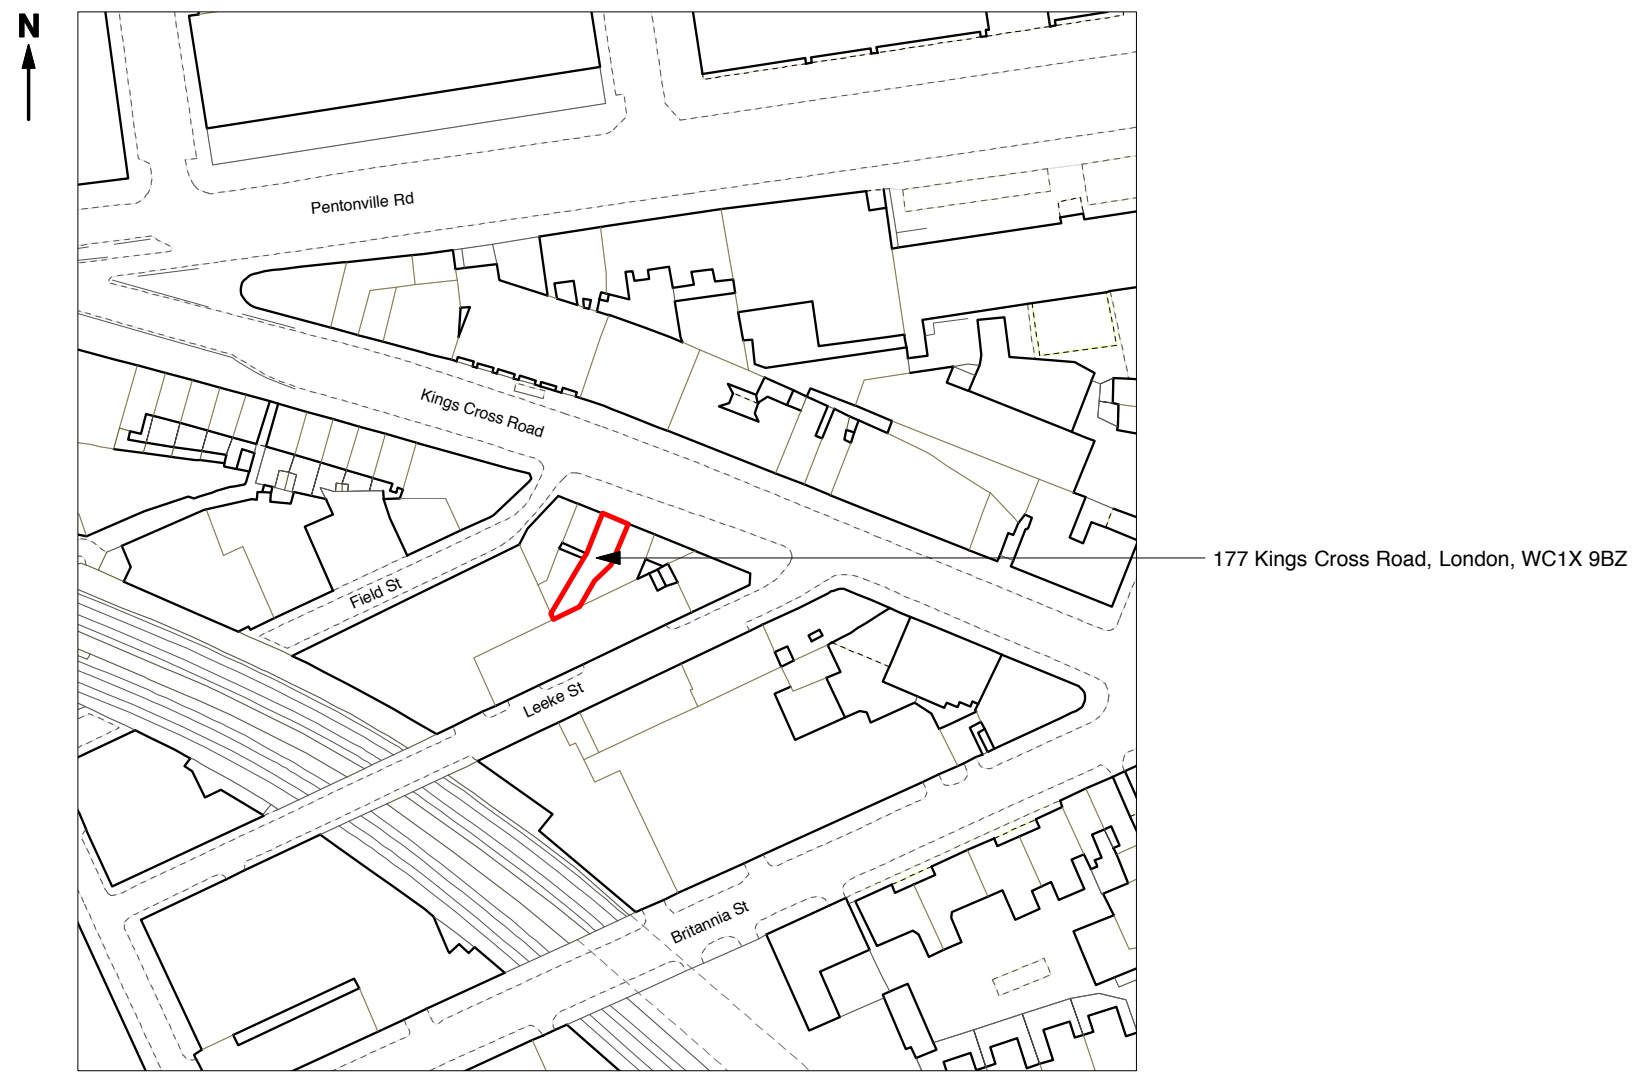 N
Pentonville Rd
Kings Cross Road
177 Kings Cross Road, London, WC1X 9BZ
Field St
Leeke St
Britannia St